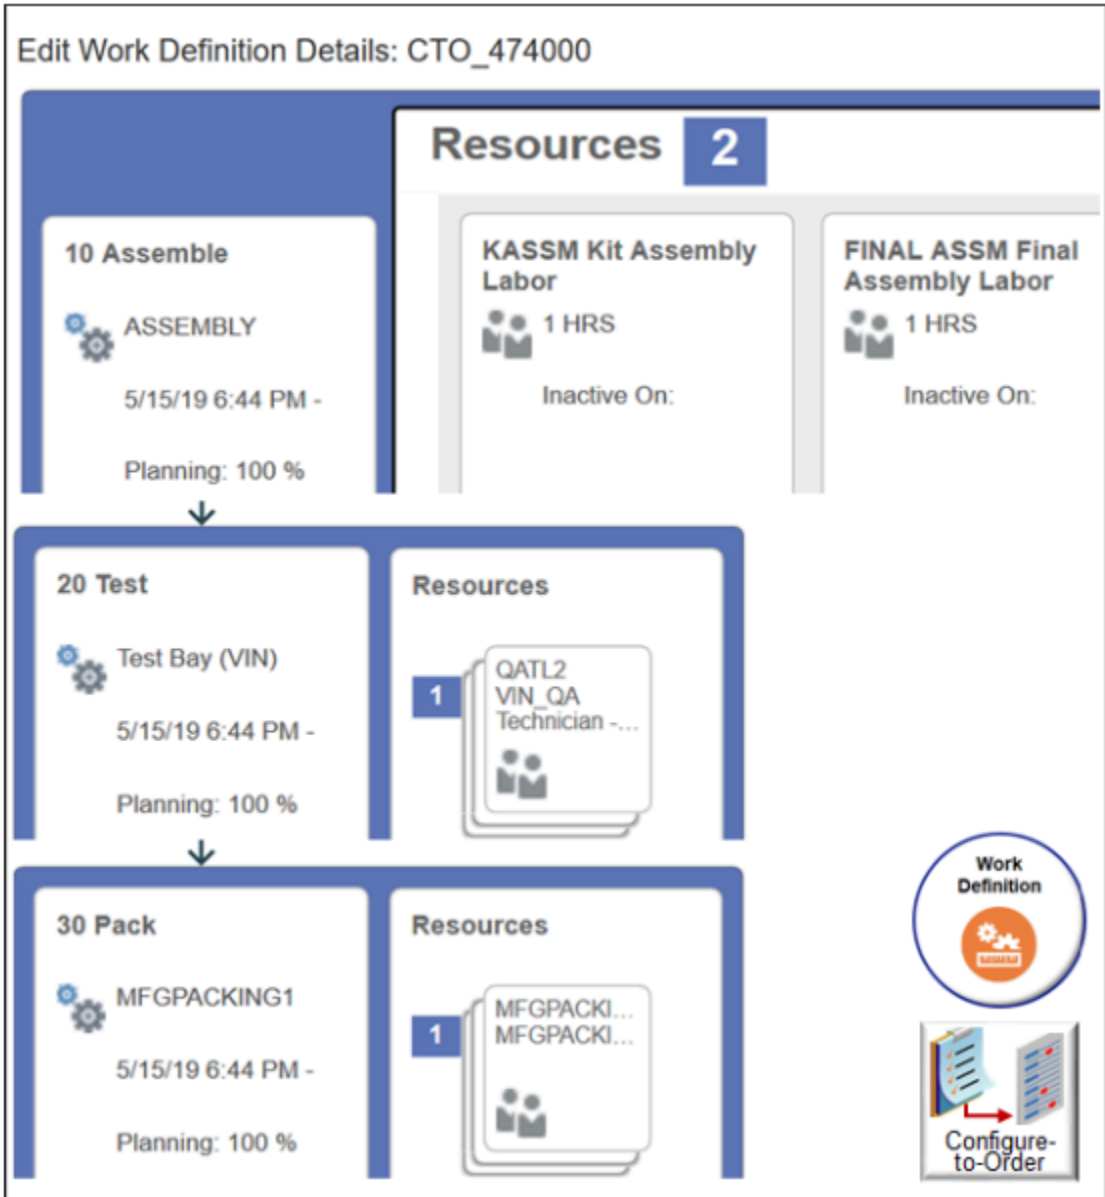 Edit Work Definition Details: CTO_474000
Resources 2
10 Assemble
ASSEMBLY
5/15/19 6:44 PM -
Planning: 100 %
KASSM Kit Assembly
Labor
1 HRS
Inactive On:
FINAL ASSM Final
Assembly Labor
1 HRS
Inactive On:
20 Test
Test Bay (VIN)
5/15/19 6:44 PM -
Planning: 100 %
Resources
1
QATL2
VIN_QA
Technician -...
30 Pack
MFGPACKING1
5/15/19 6:44 PM -
Planning: 100 %
Resources
1
MFGPACKI...
MFGPACKI...
Work
Definition
Configure-
to-Order